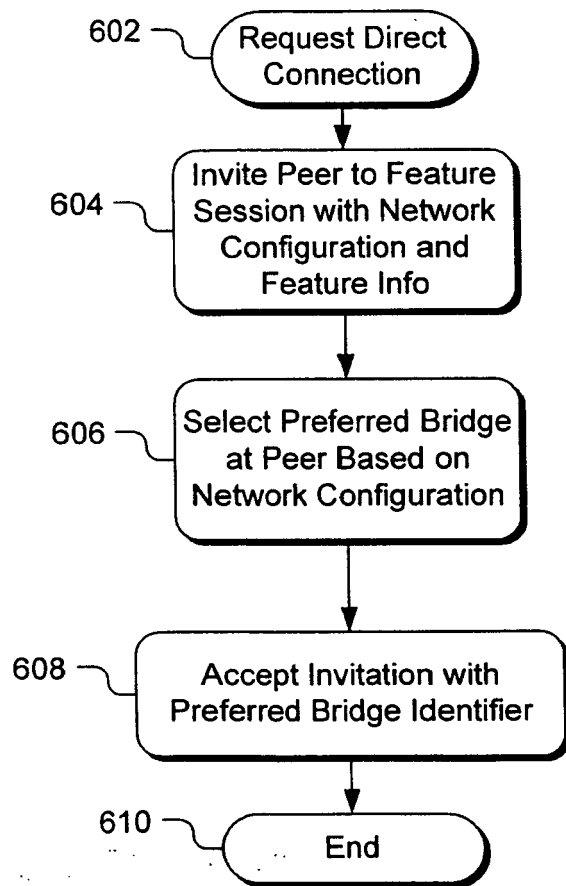 602
Request Direct
Connection
604
Invite Peer to Feature
Session with Network
Configuration and
Feature Info
606
Select Preferred Bridge
at Peer Based on
Network Configuration
608
Accept Invitation with
Preferred Bridge Identifier
610
End